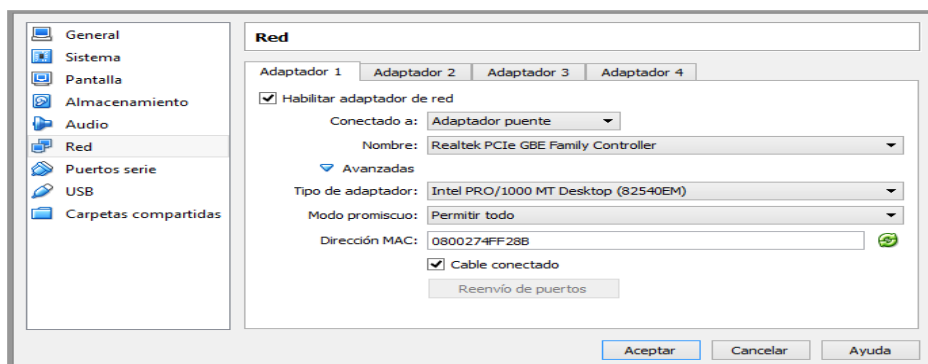 General
Sistema
Pantalla
Almacenamiento
Audio
Red
Puertos serie
USB
Carpetas compartidas
Red
Adaptador 1 Adaptador 2 Adaptador 3 Adaptador 4
Habilitar adaptador de red
Conectado a: Adaptador puente
Nombre: Realtek PCIe GBE Family Controller
Avanzadas
Tipo de adaptador: Intel PRO/1000 MT Desktop (82540EM)
Modo promiscuo: Permitir todo
Dirección MAC: 0800274FF28B
Cable conectado
Reenvío de puertos
Aceptar Cancelar Ayuda